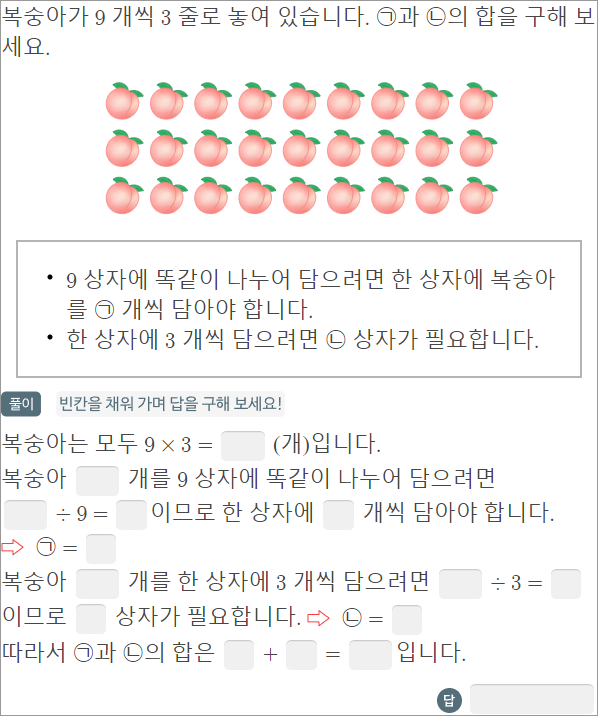 복숭아가 9 개씩 3 줄로 놓여 있습니다. ㉠과 ㉡의 합을 구해 보
세요.
• 9 상자에 똑같이 나누어 담으려면 한 상자에 복숭아
를 ㉠ 개씩 담아야 합니다.
• 한 상자에 3 개씩 담으려면 ㉡ 상자가 필요합니다.
풀이 빈칸을 채워 가며 답을 구해 보세요!
복숭아는 모두 9 × 3 = (개)입니다.
복숭아 개를 9 상자에 똑같이 나누어 담으려면
÷ 9 = 이므로 한 상자에 개씩 담아야 합니다.
⇨ ㉠ =
복숭아 개를 한 상자에 3 개씩 담으려면 ÷ 3 =
이므로 상자가 필요합니다. ⇨ ㉡ =
따라서 ㉠과 ㉡의 합은 + = 입니다.
답